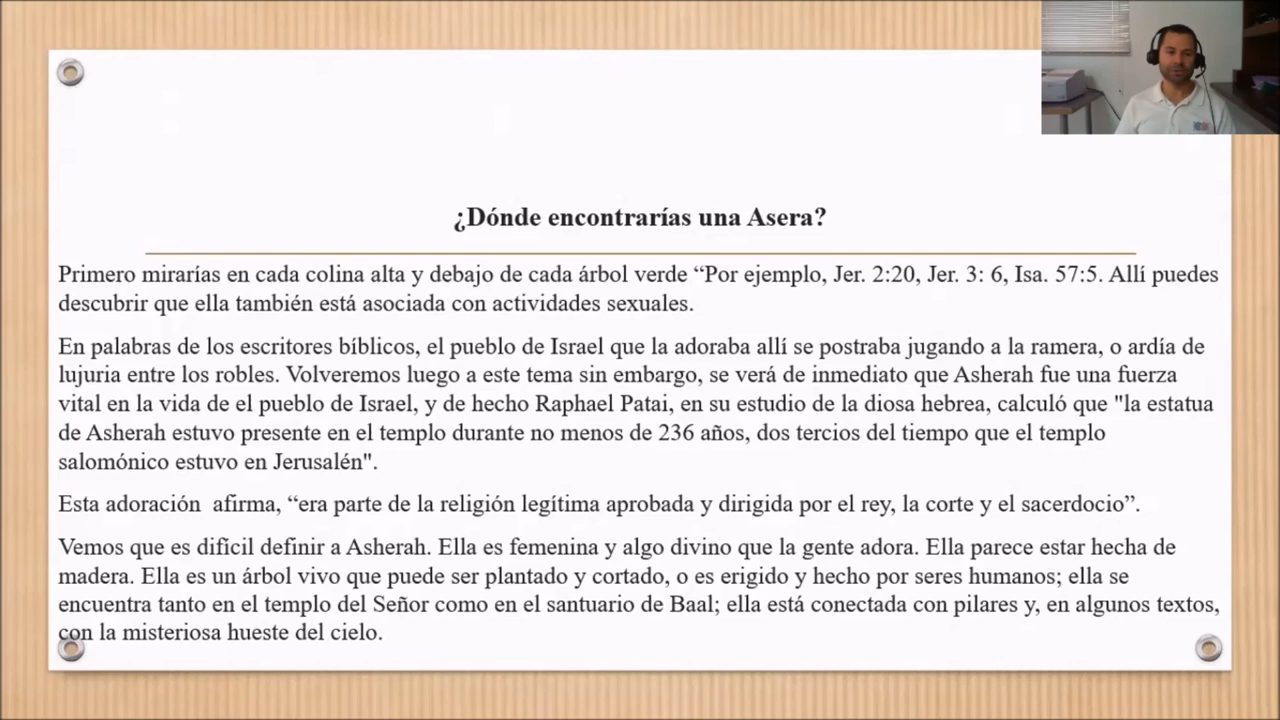 ¿Dónde encontrarías una Asera?
Primero mirarías en cada colina alta y debajo de cada árbol verde “Por ejemplo, Jer. 2:20, Jer. 3: 6, Isa. 57:5. Allí puedes
descubrir que ella también está asociada con actividades sexuales.
En palabras de los escritores bíblicos, el pueblo de Israel que la adoraba allí se postraba jugando a la ramera, o ardía de
lujuria entre los robles. Volveremos luego a este tema sin embargo, se verá de inmediato que Asherah fue una fuerza
vital en la vida de el pueblo de Israel, y de hecho Raphael Patai, en su estudio de la diosa hebrea, calculó que "la estatua
de Asherah estuvo presente en el templo durante no menos de 236 años, dos tercios del tiempo que el templo
salomónico estuvo en Jerusalén".
Esta adoración  afirma, “era parte de la religión legítima aprobada y dirigida por el rey, la corte y el sacerdocio”.
Vemos que es difícil definir a Asherah. Ella es femenina y algo divino que la gente adora. Ella parece estar hecha de
madera. Ella es un árbol vivo que puede ser plantado y cortado, o es erigido y hecho por seres humanos; ella se
encuentra tanto en el templo del Señor como en el santuario de Baal; ella está conectada con pilares y, en algunos textos,
con la misteriosa hueste del cielo.